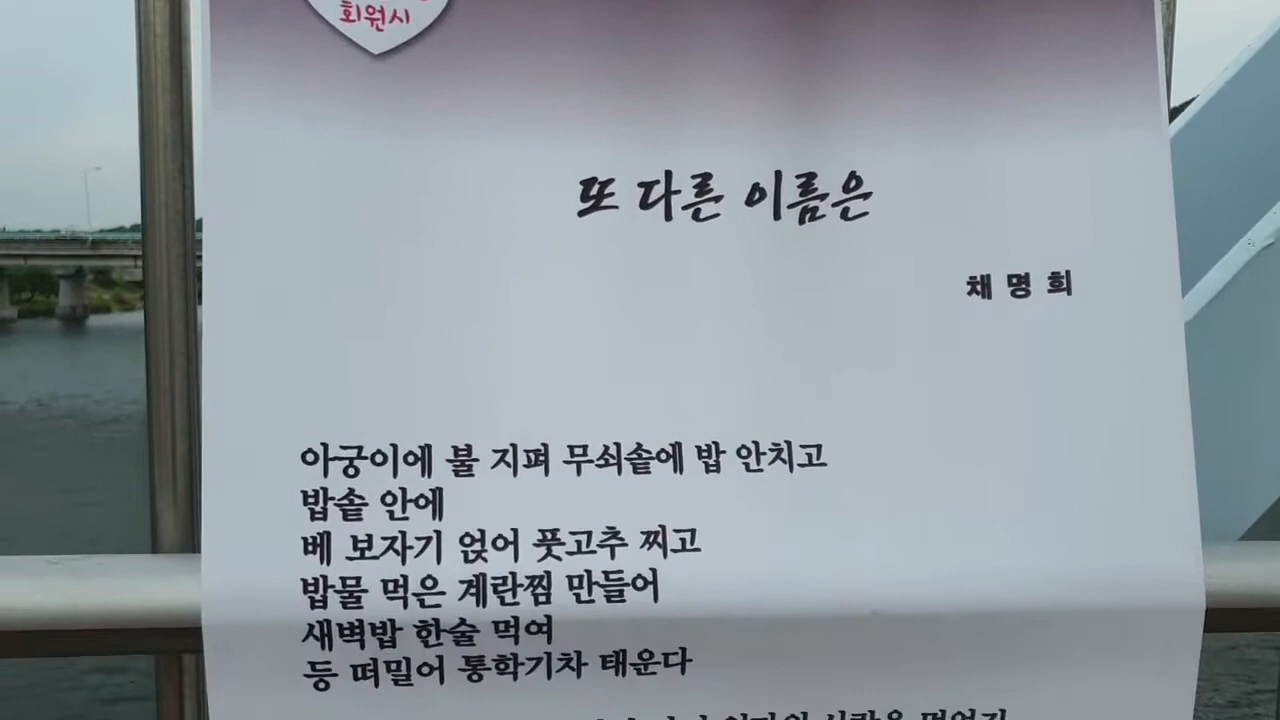 회원시
또 다른 이름은
채명희
아궁이에 불 지펴 무쇠솥에 밥 안치고
밥솥 안에
베 보자기 얹어 풋고추 찌고
밥물 먹은 계란찜 만들어
새벽밥 한술 먹여
등 떠밀어 통학기차 태운다